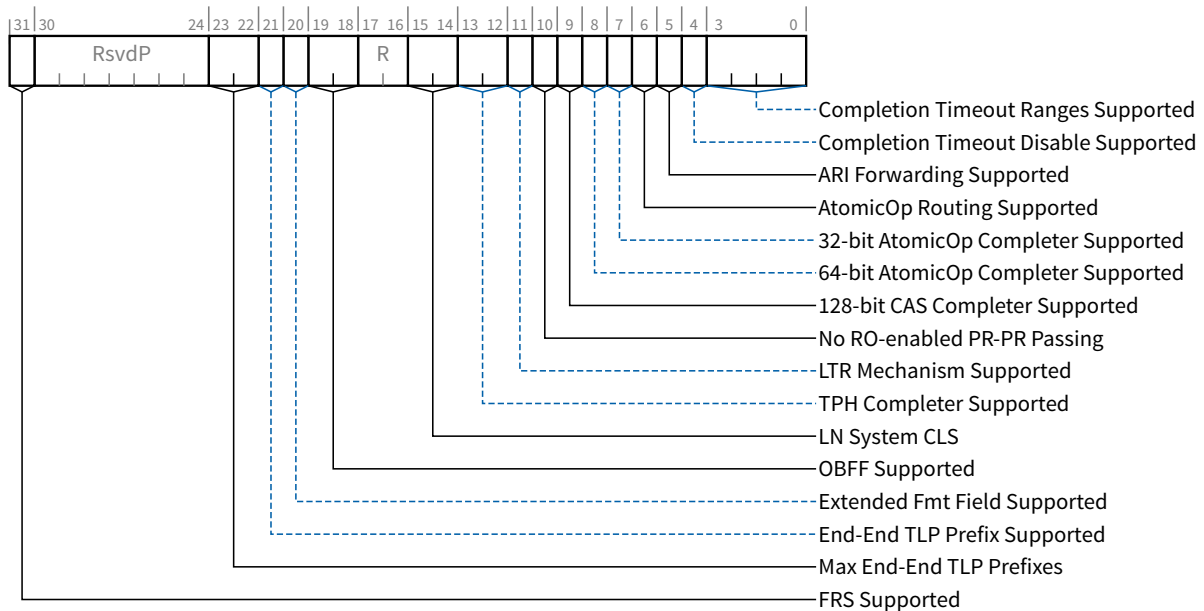 31 30 24 23 22 21 20 19 18 17 16 15 14 13 12 11 10 9 8 7 6 5 4 3 0
RsvdP R
Completion Timeout Ranges Supported
Completion Timeout Disable Supported
ARI Forwarding Supported
AtomicOp Routing Supported
32-bit AtomicOp Completer Supported
64-bit AtomicOp Completer Supported
128-bit CAS Completer Supported
No RO-enabled PR-PR Passing
LTR Mechanism Supported
TPH Completer Supported
LN System CLS
OBFF Supported
Extended Fmt Field Supported
End-End TLP Prefix Supported
Max End-End TLP Prefixes
FRS Supported